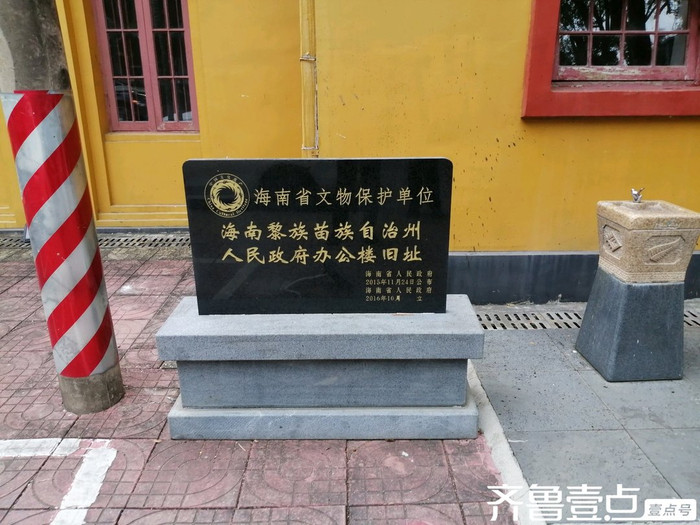 海南省文物保护单位
海南黎族苗族自治州
人民政府办公楼旧址
海南省人民政府
2015年11月24日公布
海南省人民政府
2016年10月 立
齐鲁壹点
壹点号